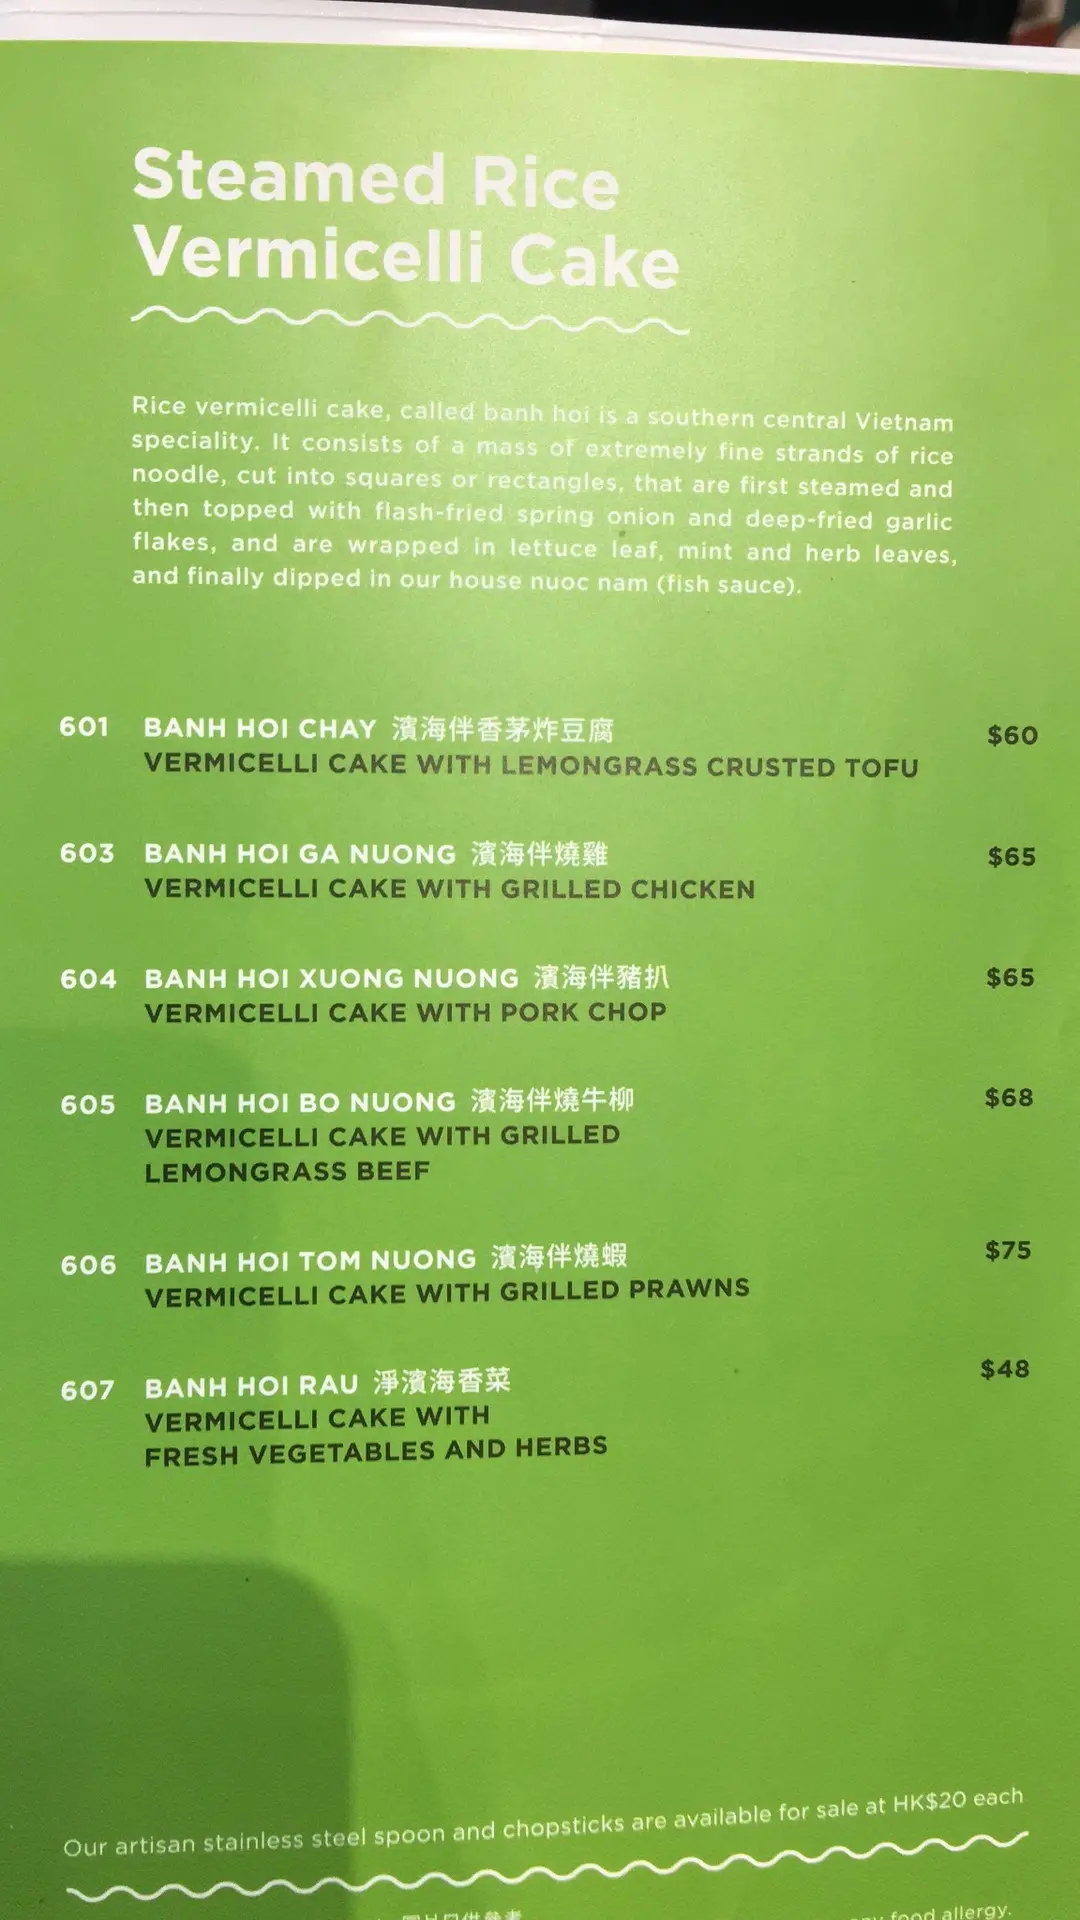 Steamed Rice
Vermicelli Cake
Rice vermicelli cake, called banh hoi is a southern central Vietnam
speciality. It consists of a mass of extremely fine strands of rice
noodle, cut into squares or rectangles, that are first steamed and
then topped with flash-fried spring onion and deep-fried garlic
flakes, and are wrapped in lettuce leaf, mint and herb leaves,
and finally dipped in our house nuoc nam (fish sauce).
601 BANH HOI CHAY 濱海伴香茅炸豆腐 $60
VERMICELLI CAKE WITH LEMONGRASS CRUSTED TOFU
603 BANH HOI GA NUONG 濱海伴燒雞 $65
VERMICELLI CAKE WITH GRILLED CHICKEN
604 BANH HOI XUONG NUONG 濱海伴豬扒 $65
VERMICELLI CAKE WITH PORK CHOP
605 BANH HOI BO NUONG 濱海伴燒牛柳 $68
VERMICELLI CAKE WITH GRILLED
LEMONGRASS BEEF
606 BANH HOI TOM NUONG 濱海伴燒蝦 $75
VERMICELLI CAKE WITH GRILLED PRAWNS
607 BANH HOI RAU 淨濱海香菜 $48
VERMICELLI CAKE WITH
FRESH VEGETABLES AND HERBS
Our artisan stainless steel spoon and chopsticks are available for sale at HK$20 each
food allergy.